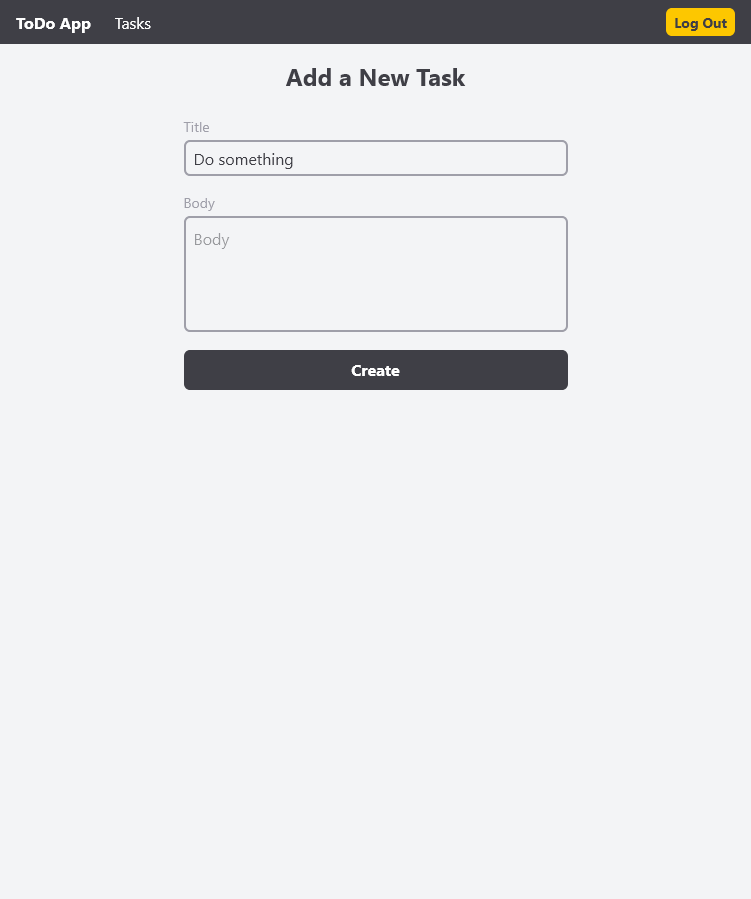 ToDo App Tasks Log Out
Add a New Task
Title
Do something
Body
Body
Create